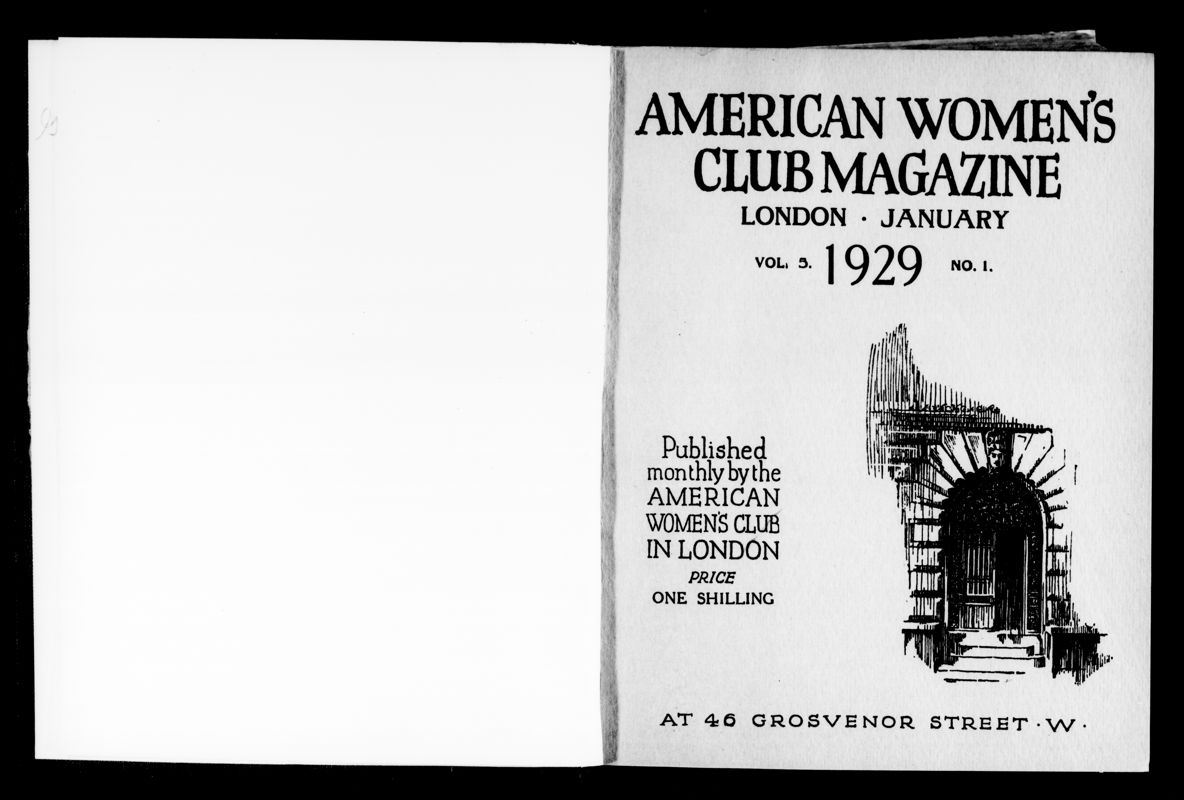 AMERICAN WOMEN'S
CLUB MAGAZINE
LONDON · JANUARY
VOL. 5. 1929 NO. 1.
Published
monthly by the
AMERICAN
WOMEN'S CLUB
IN LONDON
PRICE
ONE SHILLING
AT 46 GROSVENOR STREET · W ·